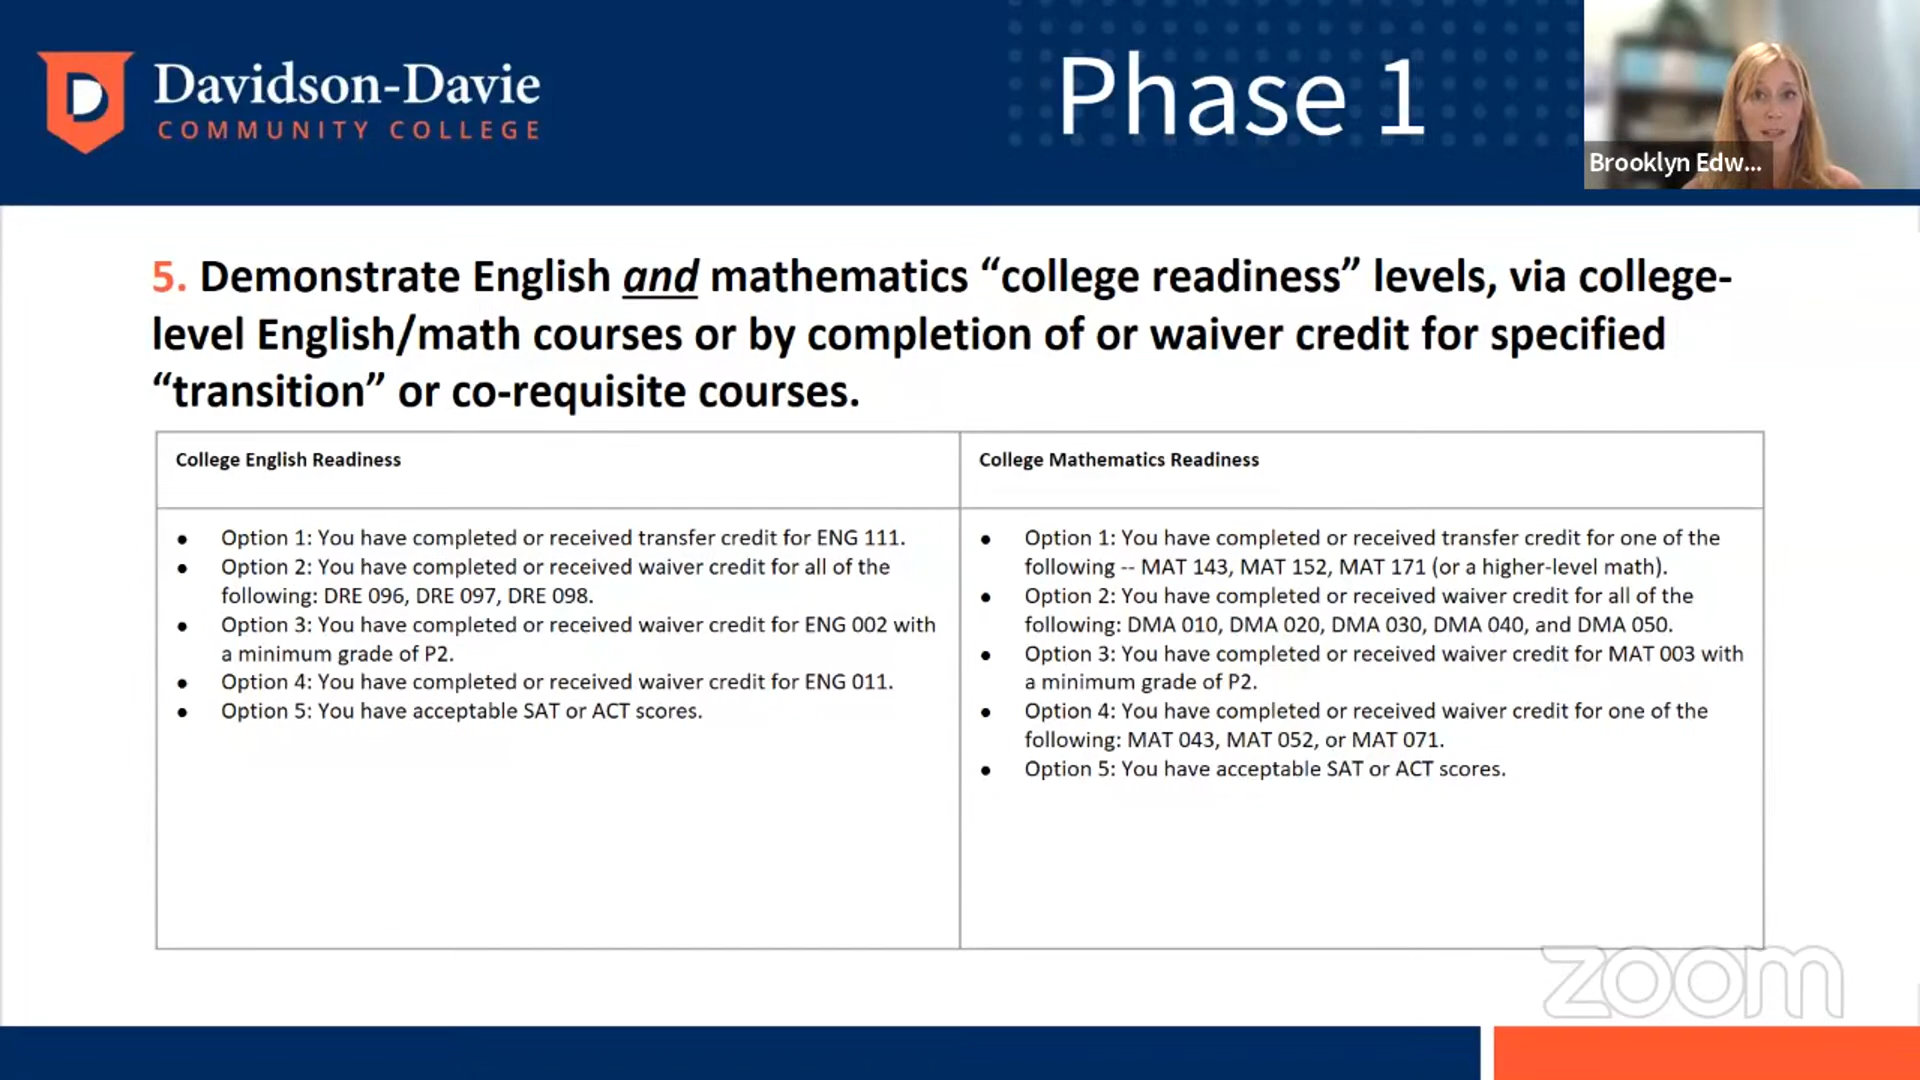 Davidson-Davie
COMMUNITY COLLEGE
Phase 1
Brooklyn Edw...
5. Demonstrate English and mathematics “college readiness” levels, via college-
level English/math courses or by completion of or waiver credit for specified
“transition” or co-requisite courses.
College English Readiness
● Option 1: You have completed or received transfer credit for ENG 111.
● Option 2: You have completed or received waiver credit for all of the
following: DRE 096, DRE 097, DRE 098.
● Option 3: You have completed or received waiver credit for ENG 002 with
a minimum grade of P2.
● Option 4: You have completed or received waiver credit for ENG 011.
● Option 5: You have acceptable SAT or ACT scores.
College Mathematics Readiness
● Option 1: You have completed or received transfer credit for one of the
following -- MAT 143, MAT 152, MAT 171 (or a higher-level math).
● Option 2: You have completed or received waiver credit for all of the
following: DMA 010, DMA 020, DMA 030, DMA 040, and DMA 050.
● Option 3: You have completed or received waiver credit for MAT 003 with
a minimum grade of P2.
● Option 4: You have completed or received waiver credit for one of the
following: MAT 043, MAT 052, or MAT 071.
● Option 5: You have acceptable SAT or ACT scores.
zoom